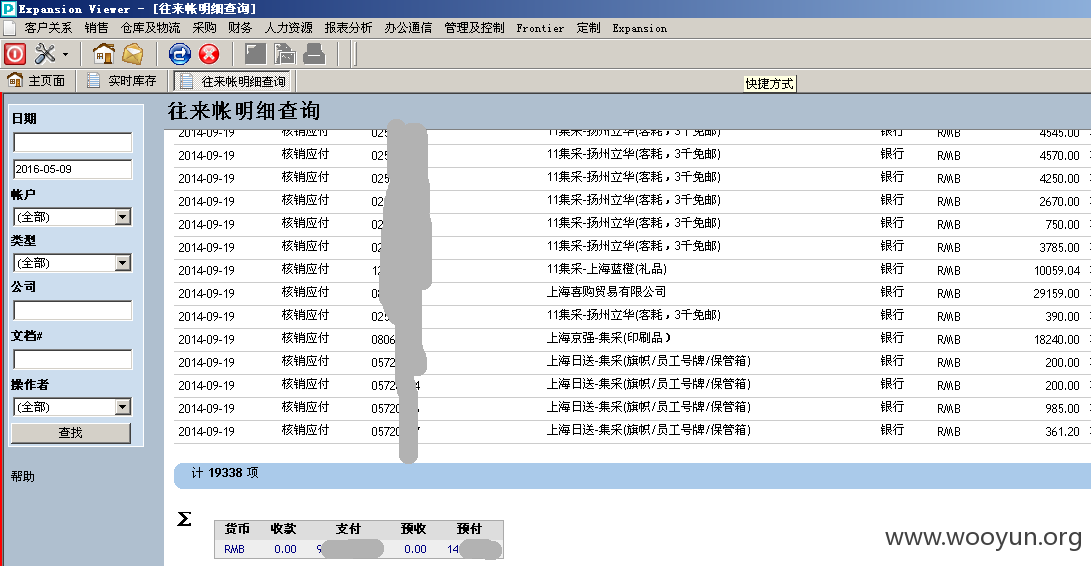 Expansion Viewer - [往来帐明细查询]
客户关系 销售 仓库及物流 采购 财务 人力资源 报表分析 办公通信 管理及控制 Frontier 定制 Expansion
主页面 实时库存 往来帐明细查询 快捷方式
往来帐明细查询
日期
2016-05-09
帐户
(全部)
类型
(全部)
公司
文档#
操作者
(全部)
查找
帮助
2014-09-19 核销应付 025 11集采-扬州立华(客耗，3千免邮) 银行 RMB 4545.00
2014-09-19 核销应付 025 11集采-扬州立华(客耗，3千免邮) 银行 RMB 4570.00
2014-09-19 核销应付 025 11集采-扬州立华(客耗，3千免邮) 银行 RMB 4250.00
2014-09-19 核销应付 02 11集采-扬州立华(客耗，3千免邮) 银行 RMB 2670.00
2014-09-19 核销应付 02 11集采-扬州立华(客耗，3千免邮) 银行 RMB 750.00
2014-09-19 核销应付 02 11集采-扬州立华(客耗，3千免邮) 银行 RMB 3785.00
2014-09-19 核销应付 12 11集采-上海蓝橙(礼品) 银行 RMB 10059.04
2014-09-19 核销应付 08 上海喜购贸易有限公司 银行 RMB 29159.00
2014-09-19 核销应付 025 11集采-扬州立华(客耗，3千免邮) 银行 RMB 390.00
2014-09-19 核销应付 0806 上海京强-集采(印刷品） 银行 RMB 18240.00
2014-09-19 核销应付 0572 上海日送-集采(旗帜/员工号牌/保管箱) 银行 RMB 200.00
2014-09-19 核销应付 0572 4 上海日送-集采(旗帜/员工号牌/保管箱) 银行 RMB 200.00
2014-09-19 核销应付 0572 上海日送-集采(旗帜/员工号牌/保管箱) 银行 RMB 985.00
2014-09-19 核销应付 0572 7 上海日送-集采(旗帜/员工号牌/保管箱) 银行 RMB 361.20
计 19338 项
Σ
货币 收款 支付 预收 预付
RMB 0.00 9 0.00 14
www.wooyun.org